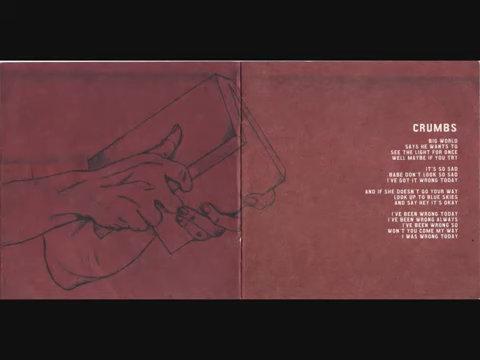 CRUMBS
BIG WORLD
SAYS HE WANTS TO
SEE THE LIGHT FOR ONCE
WELL MAYBE IF YOU TRY
IT'S SO SAD
BABE DON'T LOOK SO SAD
I'VE GOT IT WRONG TODAY
AND IF SHE DOESN'T GO YOUR WAY
LOOK UP TO BLUE SKIES
AND SAY HEY IT'S OKAY
I'VE BEEN WRONG TODAY
I'VE BEEN WRONG ALWAYS
I'VE BEEN WRONG SO
WON'T YOU COME MY WAY
I WAS WRONG TODAY